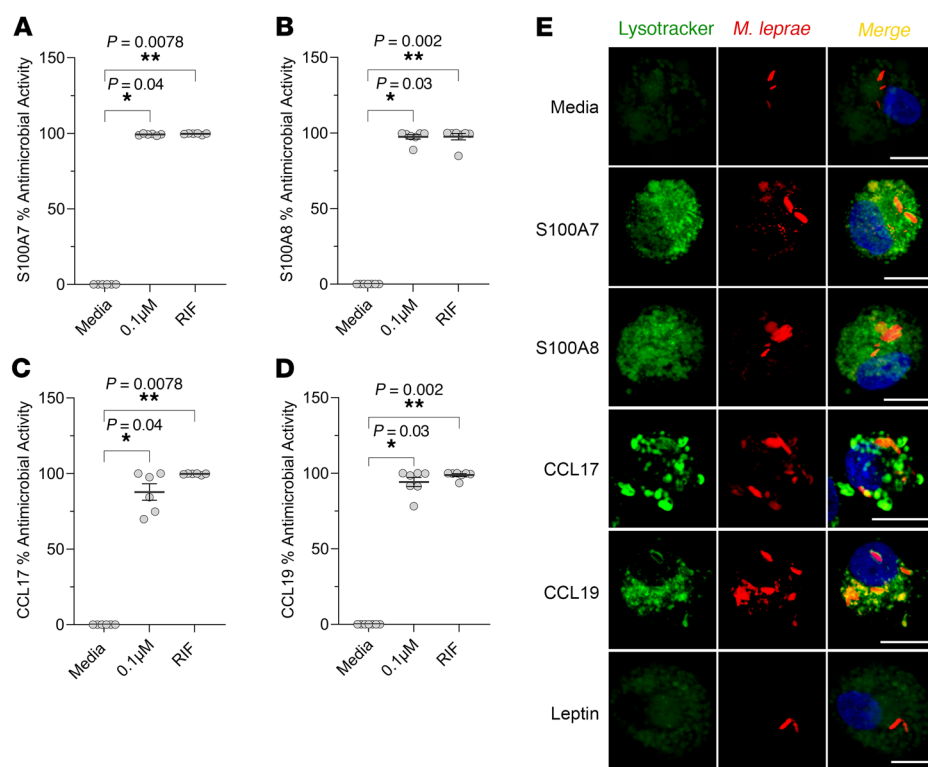 A
P = 0.0078
**
P = 0.04
*
150
100
50
0
S100A7 % Antimicrobial Activity
Media
0.1µM
RIF
B
P = 0.002
**
P = 0.03
*
150
100
50
0
S100A8 % Antimicrobial Activity
Media
0.1µM
RIF
C
P = 0.0078
**
P = 0.04
*
150
100
50
0
CCL17 % Antimicrobial Activity
Media
0.1µM
RIF
D
P = 0.002
**
P = 0.03
*
150
100
50
0
CCL19 % Antimicrobial Activity
Media
0.1µM
RIF
E
Lysotracker M. leprae Merge
Media
S100A7
S100A8
CCL17
CCL19
Leptin